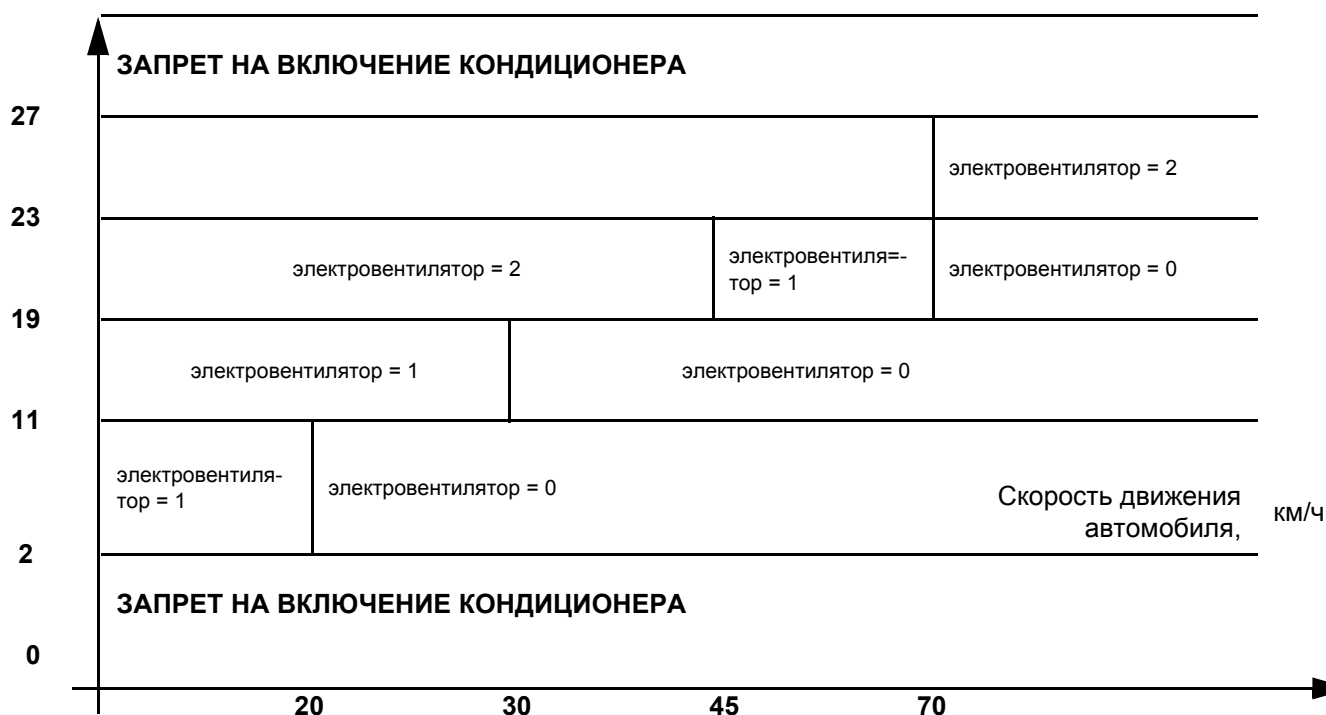 ЗАПРЕТ НА ВКЛЮЧЕНИЕ КОНДИЦИОНЕРА
27
электровентилятор = 2
23
электровентилятор = 2
электровентиля=-
тор = 1
электровентилятор = 0
19
электровентилятор = 1
электровентилятор = 0
11
электровентиля-
тор = 1
электровентилятор = 0
Скорость движения
автомобиля,
км/ч
2
ЗАПРЕТ НА ВКЛЮЧЕНИЕ КОНДИЦИОНЕРА
0
20 30 45 70